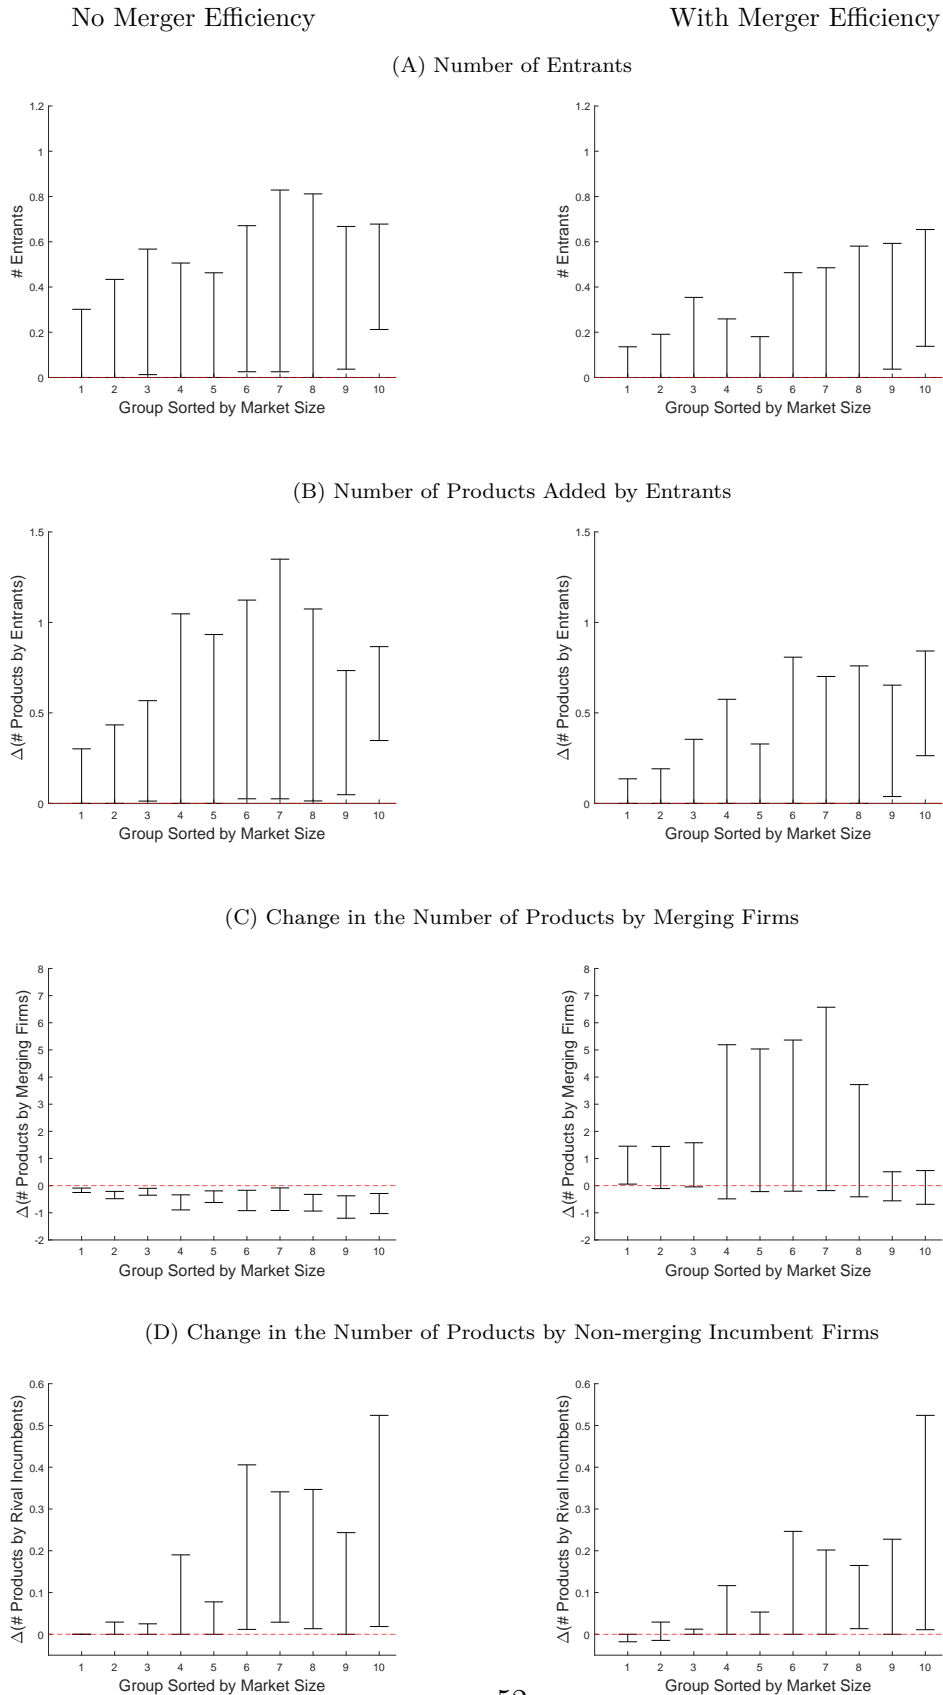 No Merger Efficiency
With Merger Efficiency
(A) Number of Entrants
# Entrants
1.2
1
0.8
0.6
0.4
0.2
0
1 2 3 4 5 6 7 8 9 10
Group Sorted by Market Size
# Entrants
1.2
1
0.8
0.6
0.4
0.2
0
1 2 3 4 5 6 7 8 9 10
Group Sorted by Market Size
(B) Number of Products Added by Entrants
Δ(# Products by Entrants)
1.5
1
0.5
0
1 2 3 4 5 6 7 8 9 10
Group Sorted by Market Size
Δ(# Products by Entrants)
1.5
1
0.5
0
1 2 3 4 5 6 7 8 9 10
Group Sorted by Market Size
(C) Change in the Number of Products by Merging Firms
Δ(# Products by Merging Firms)
8
7
6
5
4
3
2
1
0
-1
-2
1 2 3 4 5 6 7 8 9 10
Group Sorted by Market Size
Δ(# Products by Merging Firms)
8
7
6
5
4
3
2
1
0
-1
-2
1 2 3 4 5 6 7 8 9 10
Group Sorted by Market Size
(D) Change in the Number of Products by Non-merging Incumbent Firms
Δ(# Products by Rival Incumbents)
0.6
0.5
0.4
0.3
0.2
0.1
0
1 2 3 4 5 6 7 8 9 10
Group Sorted by Market Size
Δ(# Products by Rival Incumbents)
0.6
0.5
0.4
0.3
0.2
0.1
0
1 2 3 4 5 6 7 8 9 10
Group Sorted by Market Size